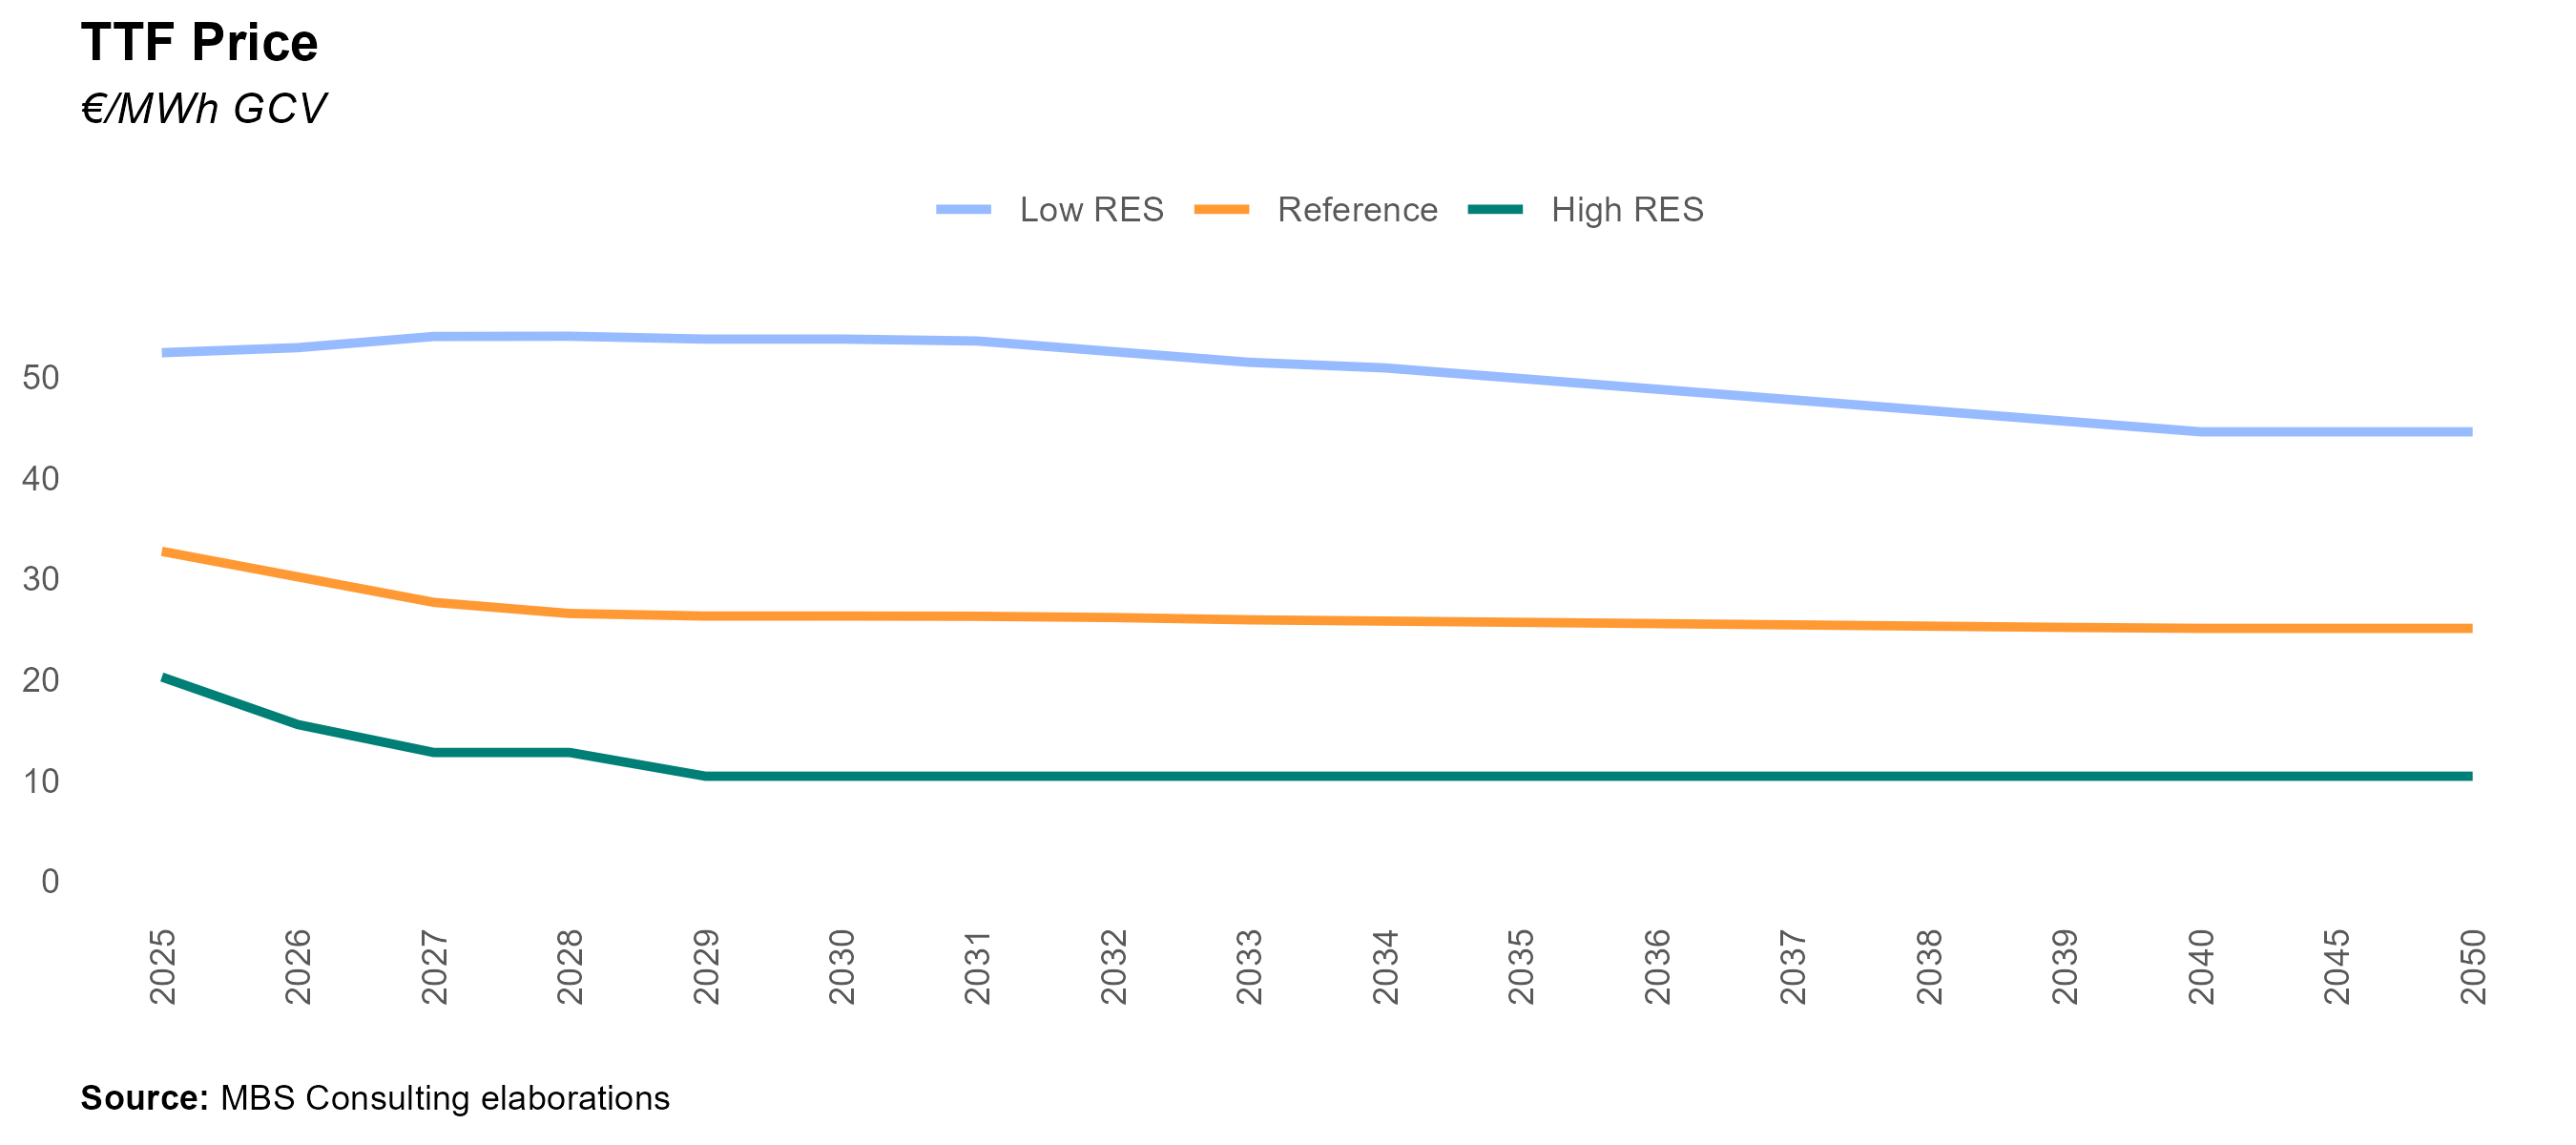 TTF Price
€/MWh GCV
Low RES Reference High RES
50
40
30
20
10
0
2025 2026 2027 2028 2029 2030 2031 2032 2033 2034 2035 2036 2037 2038 2039 2040 2045 2050
Source: MBS Consulting elaborations